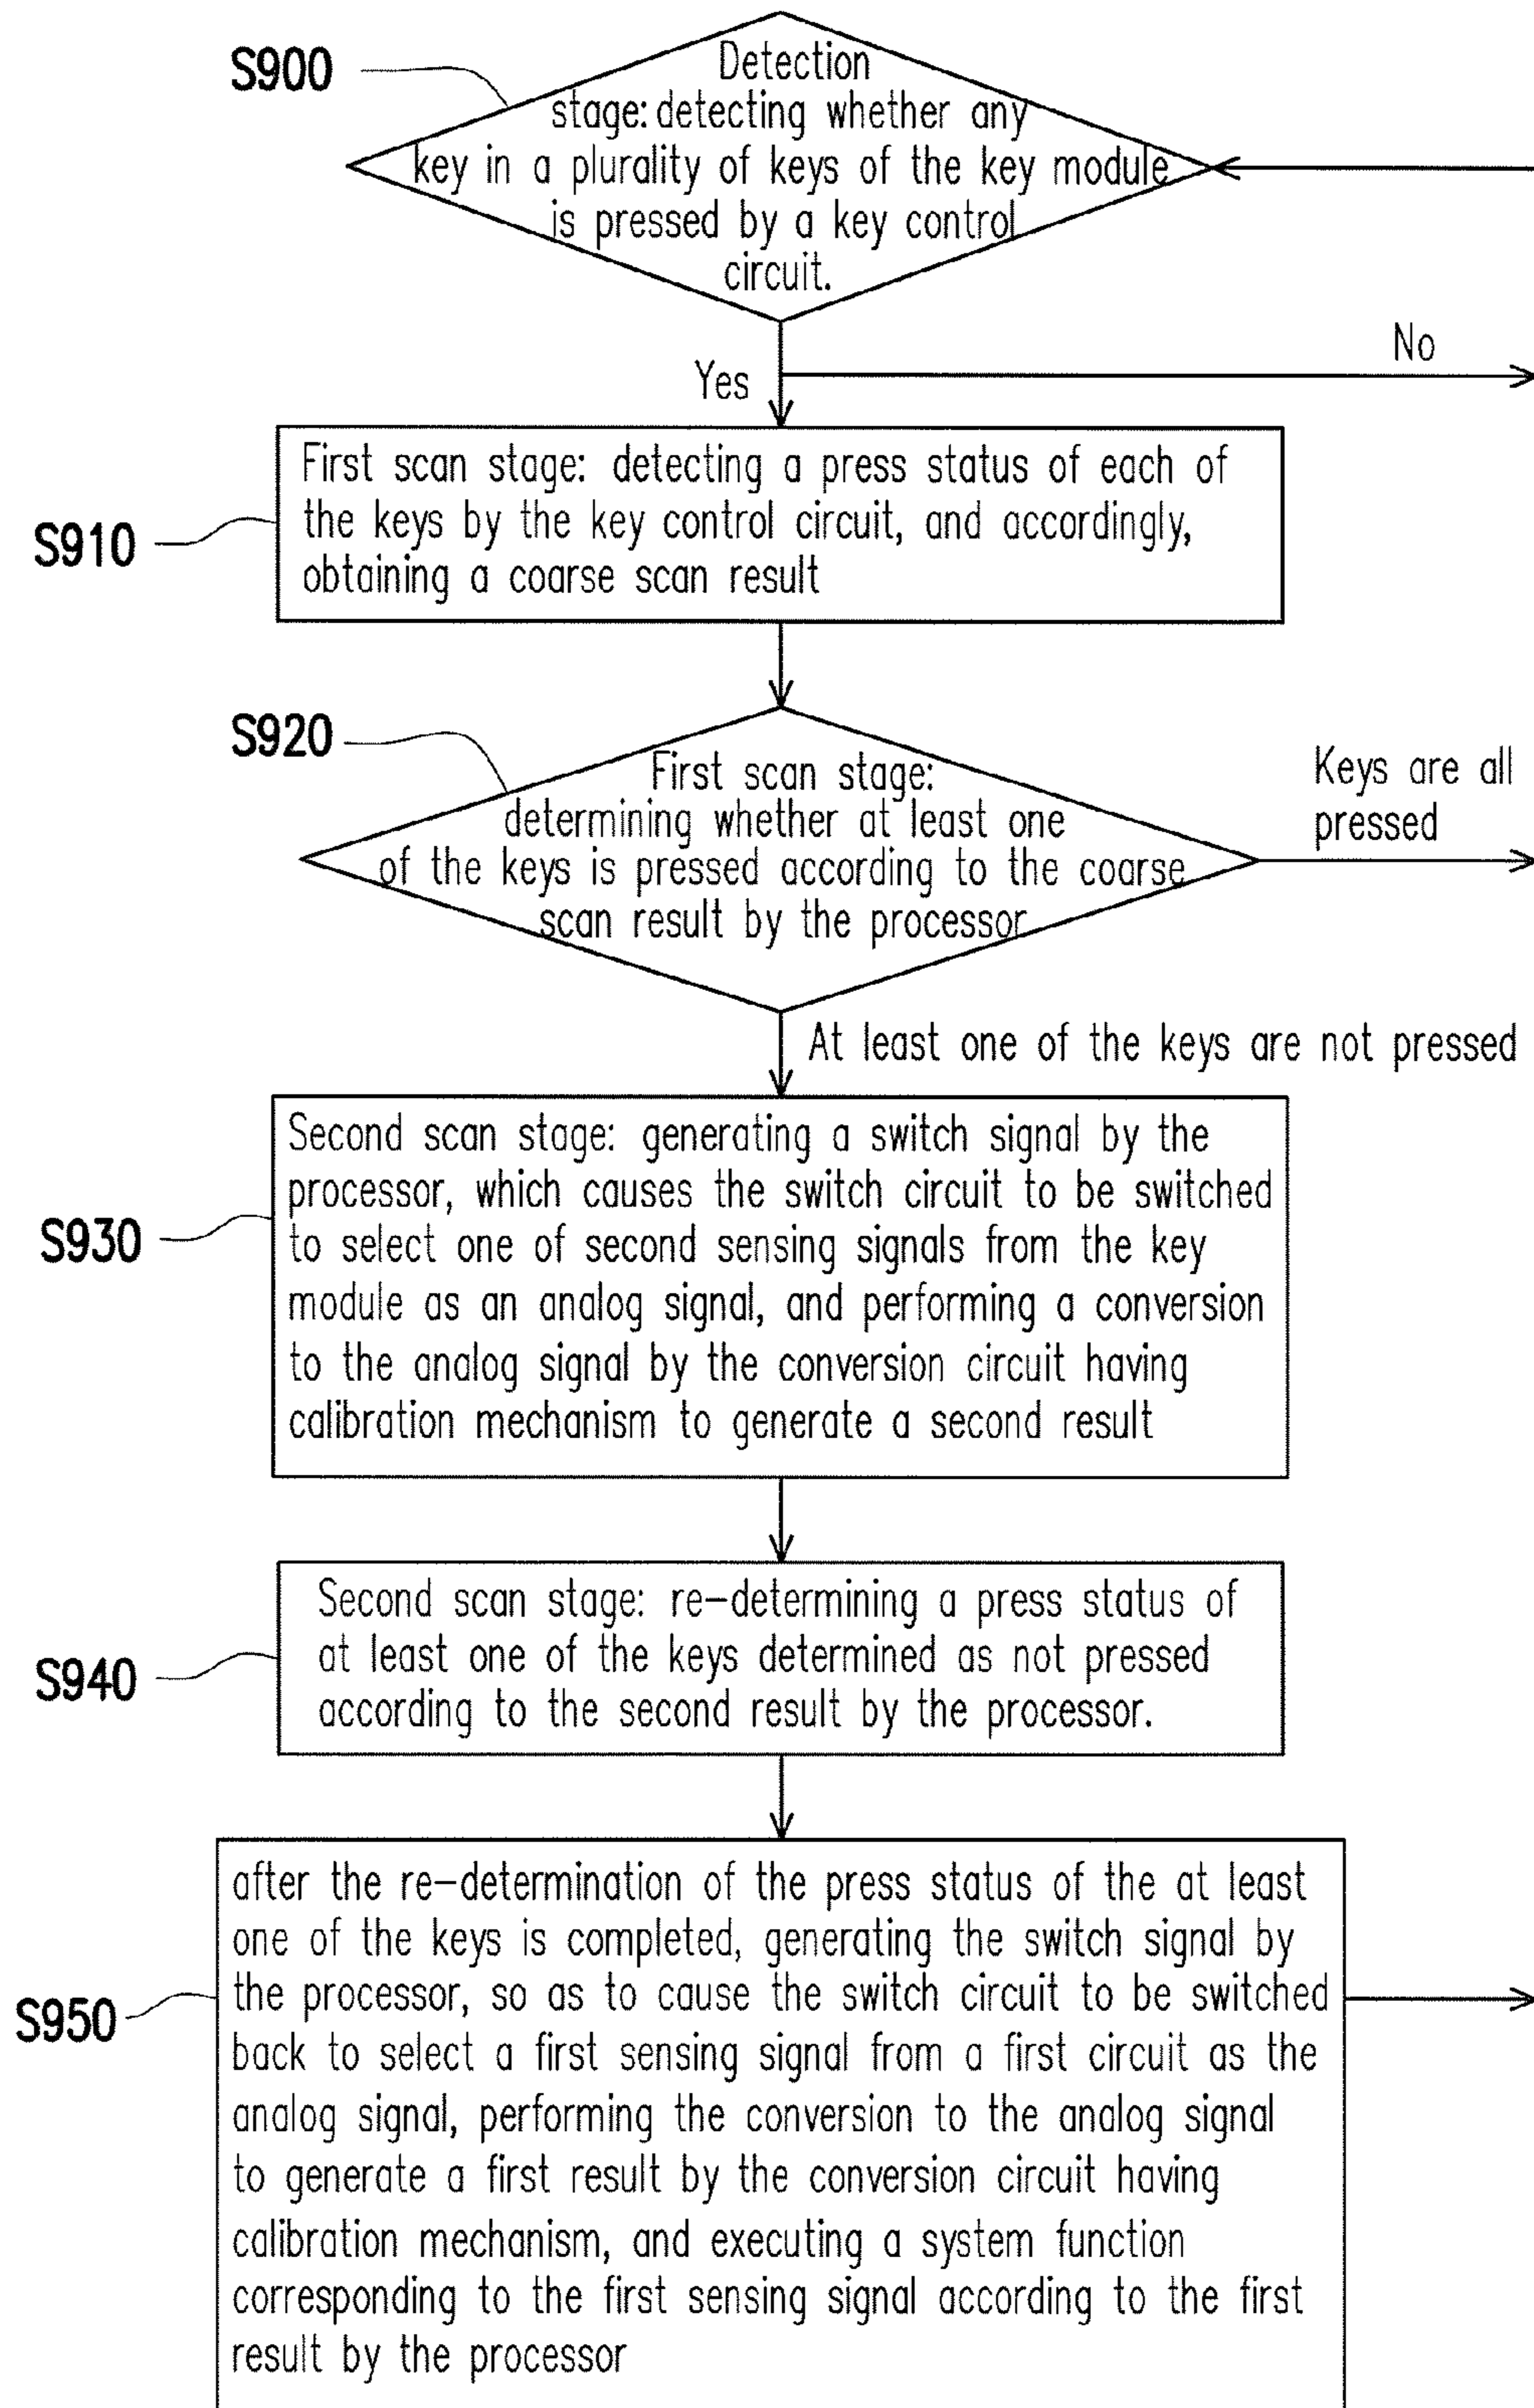 S900
Detection
stage: detecting whether any
key in a plurality of keys of the key module
is pressed by a key control
circuit.
No
Yes
First scan stage: detecting a press status of each of
the keys by the key control circuit, and accordingly,
obtaining a coarse scan result
S910
S920
First scan stage:
determining whether at least one
of the keys is pressed according to the coarse
scan result by the processor
Keys are all
pressed
At least one of the keys are not pressed
Second scan stage: generating a switch signal by the
processor, which causes the switch circuit to be switched
to select one of second sensing signals from the key
module as an analog signal, and performing a conversion
to the analog signal by the conversion circuit having
calibration mechanism to generate a second result
S930
Second scan stage: re-determining a press status of
at least one of the keys determined as not pressed
according to the second result by the processor.
S940
after the re-determination of the press status of the at least
one of the keys is completed, generating the switch signal by
the processor, so as to cause the switch circuit to be switched
back to select a first sensing signal from a first circuit as the
analog signal, performing the conversion to the analog signal
to generate a first result by the conversion circuit having
calibration mechanism, and executing a system function
corresponding to the first sensing signal according to the first
result by the processor
S950